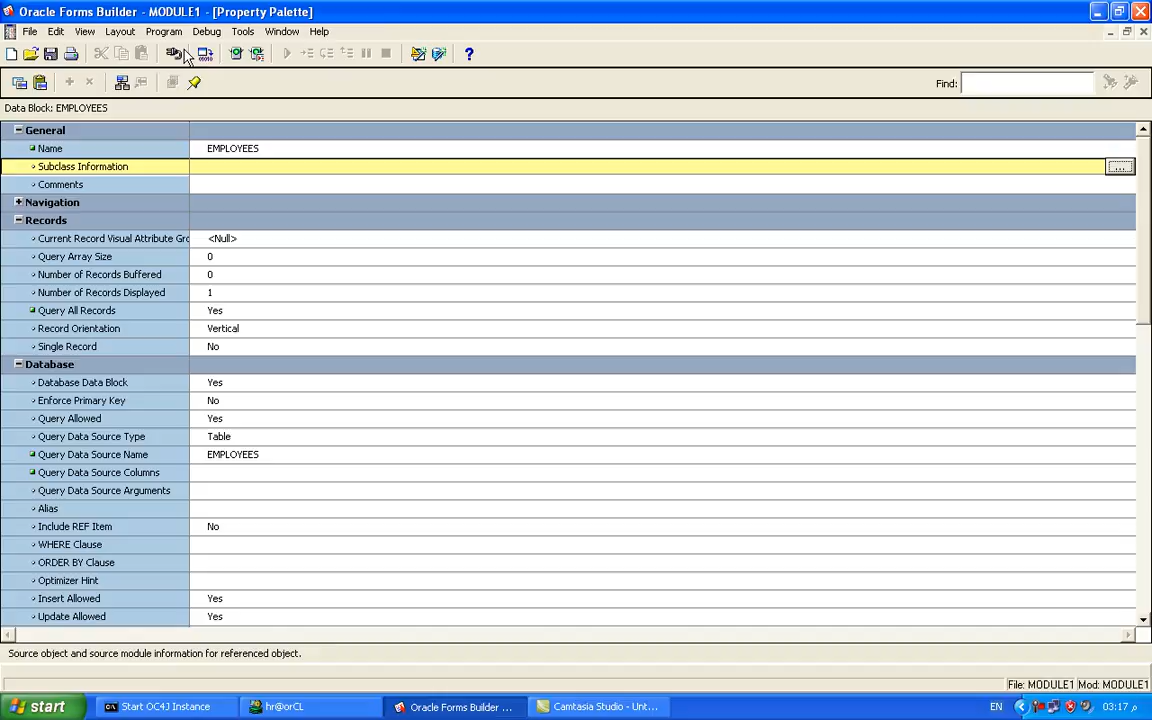 Oracle Forms Builder - MODULE1 - [Property Palette]
File Edit View Layout Program Debug Tools Window Help
Find:
Data Block: EMPLOYEES
General
Name EMPLOYEES
Subclass Information ...
Comments
Navigation
Records
Current Record Visual Attribute Gro <Null>
Query Array Size 0
Number of Records Buffered 0
Number of Records Displayed 1
Query All Records Yes
Record Orientation Vertical
Single Record No
Database
Database Data Block Yes
Enforce Primary Key No
Query Allowed Yes
Query Data Source Type Table
Query Data Source Name EMPLOYEES
Query Data Source Columns
Query Data Source Arguments
Alias
Include REF Item No
WHERE Clause
ORDER BY Clause
Optimizer Hint
Insert Allowed Yes
Update Allowed Yes
Source object and source module information for referenced object.
File: MODULE1 Mod: MODULE1
start Start OC4J Instance hr@orCL Oracle Forms Builder ... Camtasia Studio - Unt... EN 03:17 م